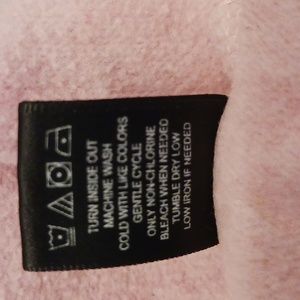 TURN INSIDE OUT
MACHINE WASH
COLD WITH LIKE COLORS
GENTLE CYCLE
ONLY NON-CHLORINE
BLEACH WHEN NEEDED
TUMBLE DRY LOW
LOW IRON IF NEEDED